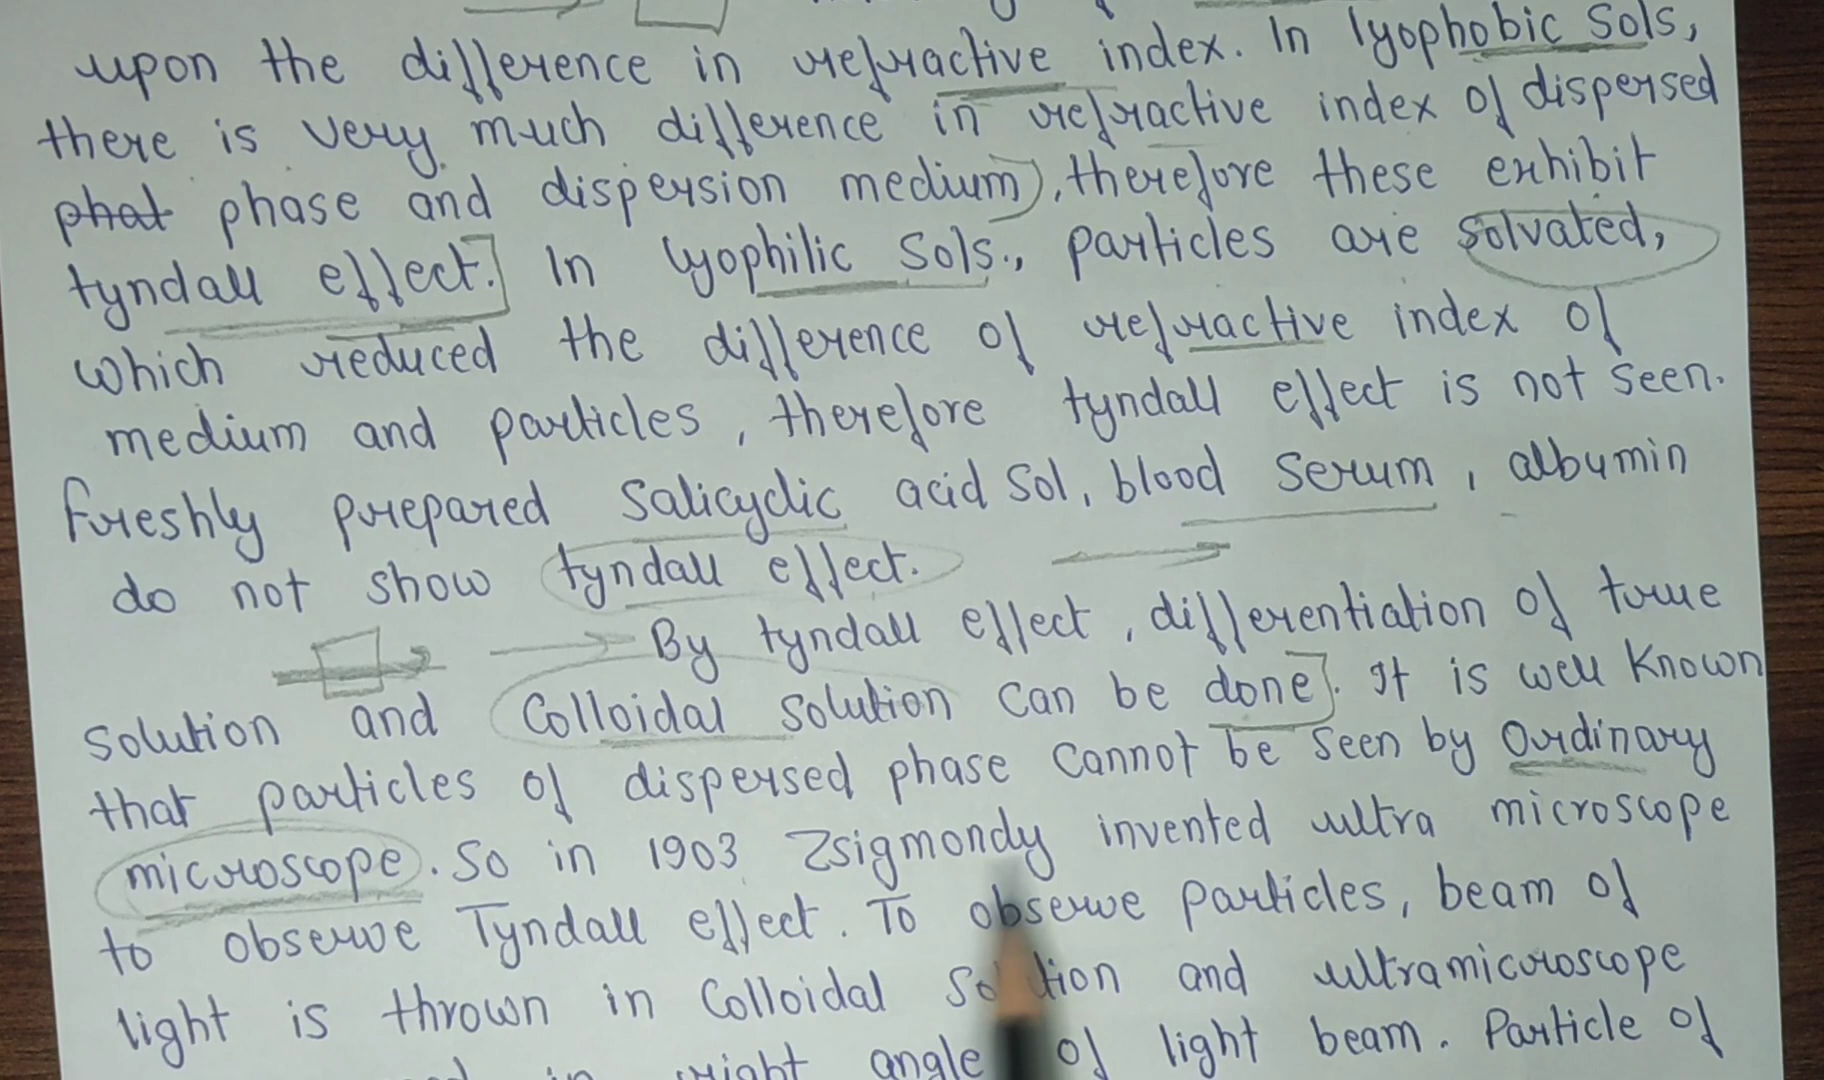 upon the difference in refractive index. In lyophobic Sols,
there is very much difference in refractive index of dispersed
phat phase and dispersion medium), therefore these exhibit
tyndall effect.] In lyophilic Sols., particles are solvated,
which reduced the difference of refractive index of
medium and particles, therefore tyndall effect is not seen.
freshly prepared Salicyclic acid Sol, blood Serum, albumin
do not show tyndall effect.
By tyndall effect, differentiation of true
solution and Colloidal solution can be done]. It is well known
that particles of dispersed phase cannot be seen by Ordinary
microscope. So in 1903 Zsigmondy invented ultra microscope
to observe Tyndall effect. To observe particles, beam of
light is thrown in Colloidal and ultramicroscope
in right angle of light beam. Particle of